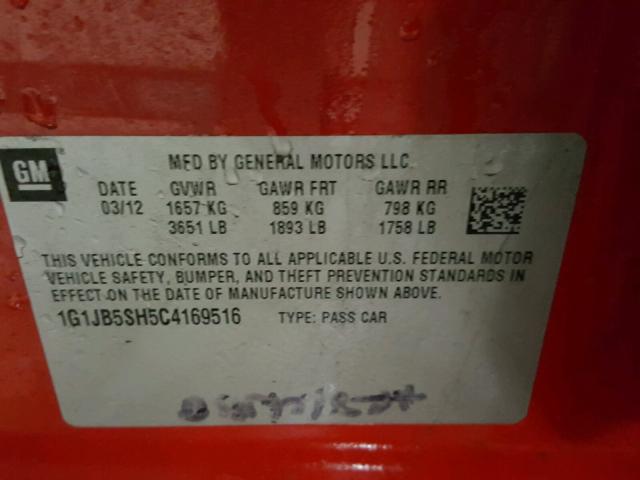 GM
MFD BY GENERAL MOTORS LLC
DATE GVWR GAWR FRT GAWR RR
03/12 1657 KG 859 KG 798 KG
3651 LB 1893 LB 1758 LB
THIS VEHICLE CONFORMS TO ALL APPLICABLE U.S. FEDERAL MOTOR
VEHICLE SAFETY, BUMPER, AND THEFT PREVENTION STANDARDS IN
EFFECT ON THE DATE OF MANUFACTURE SHOWN ABOVE.
1G1JB5SH5C4169516 TYPE: PASS CAR